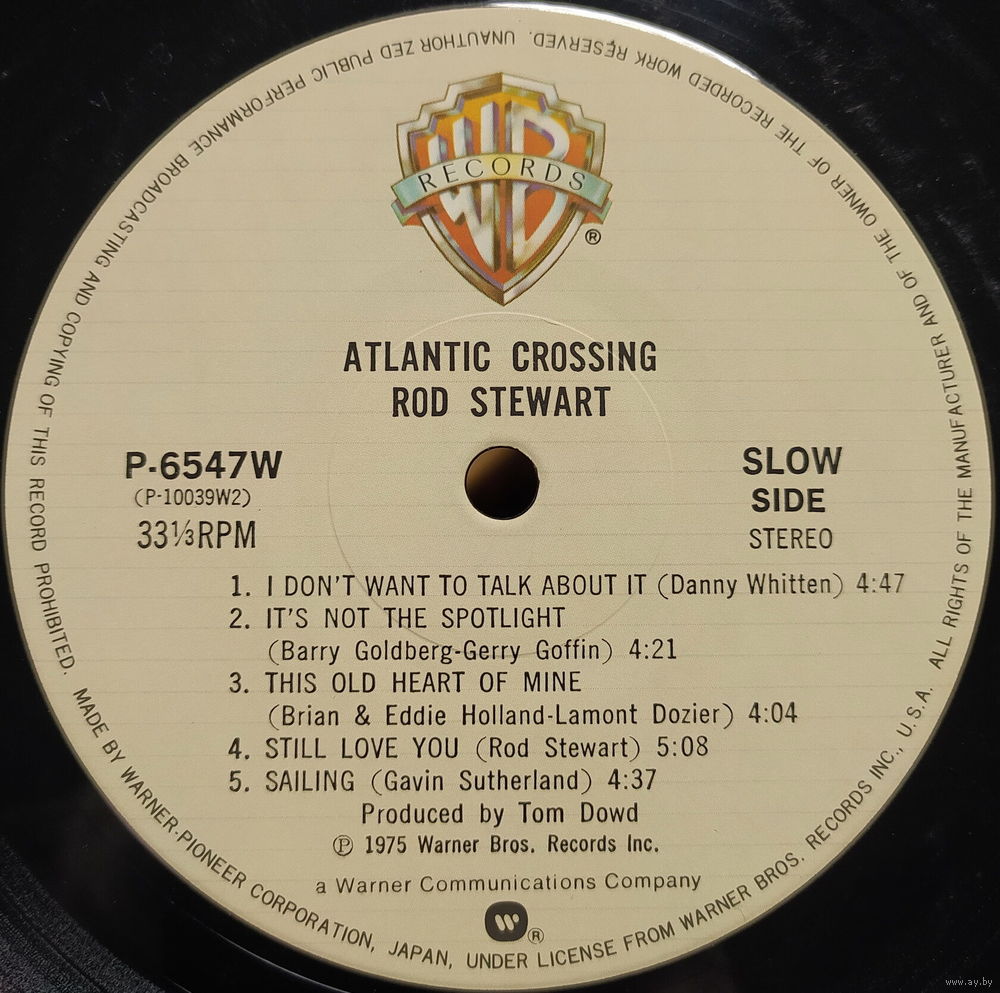 WB
RECORDS
®
ATLANTIC CROSSING
ROD STEWART
P-6547W
(P-10039W2)
33⅓RPM
SLOW
SIDE
STEREO
1. I DON'T WANT TO TALK ABOUT IT (Danny Whitten) 4:47
2. IT'S NOT THE SPOTLIGHT
(Barry Goldberg-Gerry Goffin) 4:21
3. THIS OLD HEART OF MINE
(Brian & Eddie Holland-Lamont Dozier) 4:04
4. STILL LOVE YOU (Rod Stewart) 5:08
5. SAILING (Gavin Sutherland) 4:37
Produced by Tom Dowd
℗ 1975 Warner Bros. Records Inc.
a Warner Communications Company
W®
MADE BY WARNER-PIONEER CORPORATION, JAPAN, UNDER LICENSE FROM WARNER BROS. RECORDS INC., U.S.A. ALL RIGHTS OF THE MANUFACTURER AND OF THE OWNER OF THE RECORDED WORK RESERVED. UNAUTHOR ZED PUBLIC PERFORMANCE BROADCASTING AND COPYING OF THIS RECORD PROHIBITED.
www.ay.by